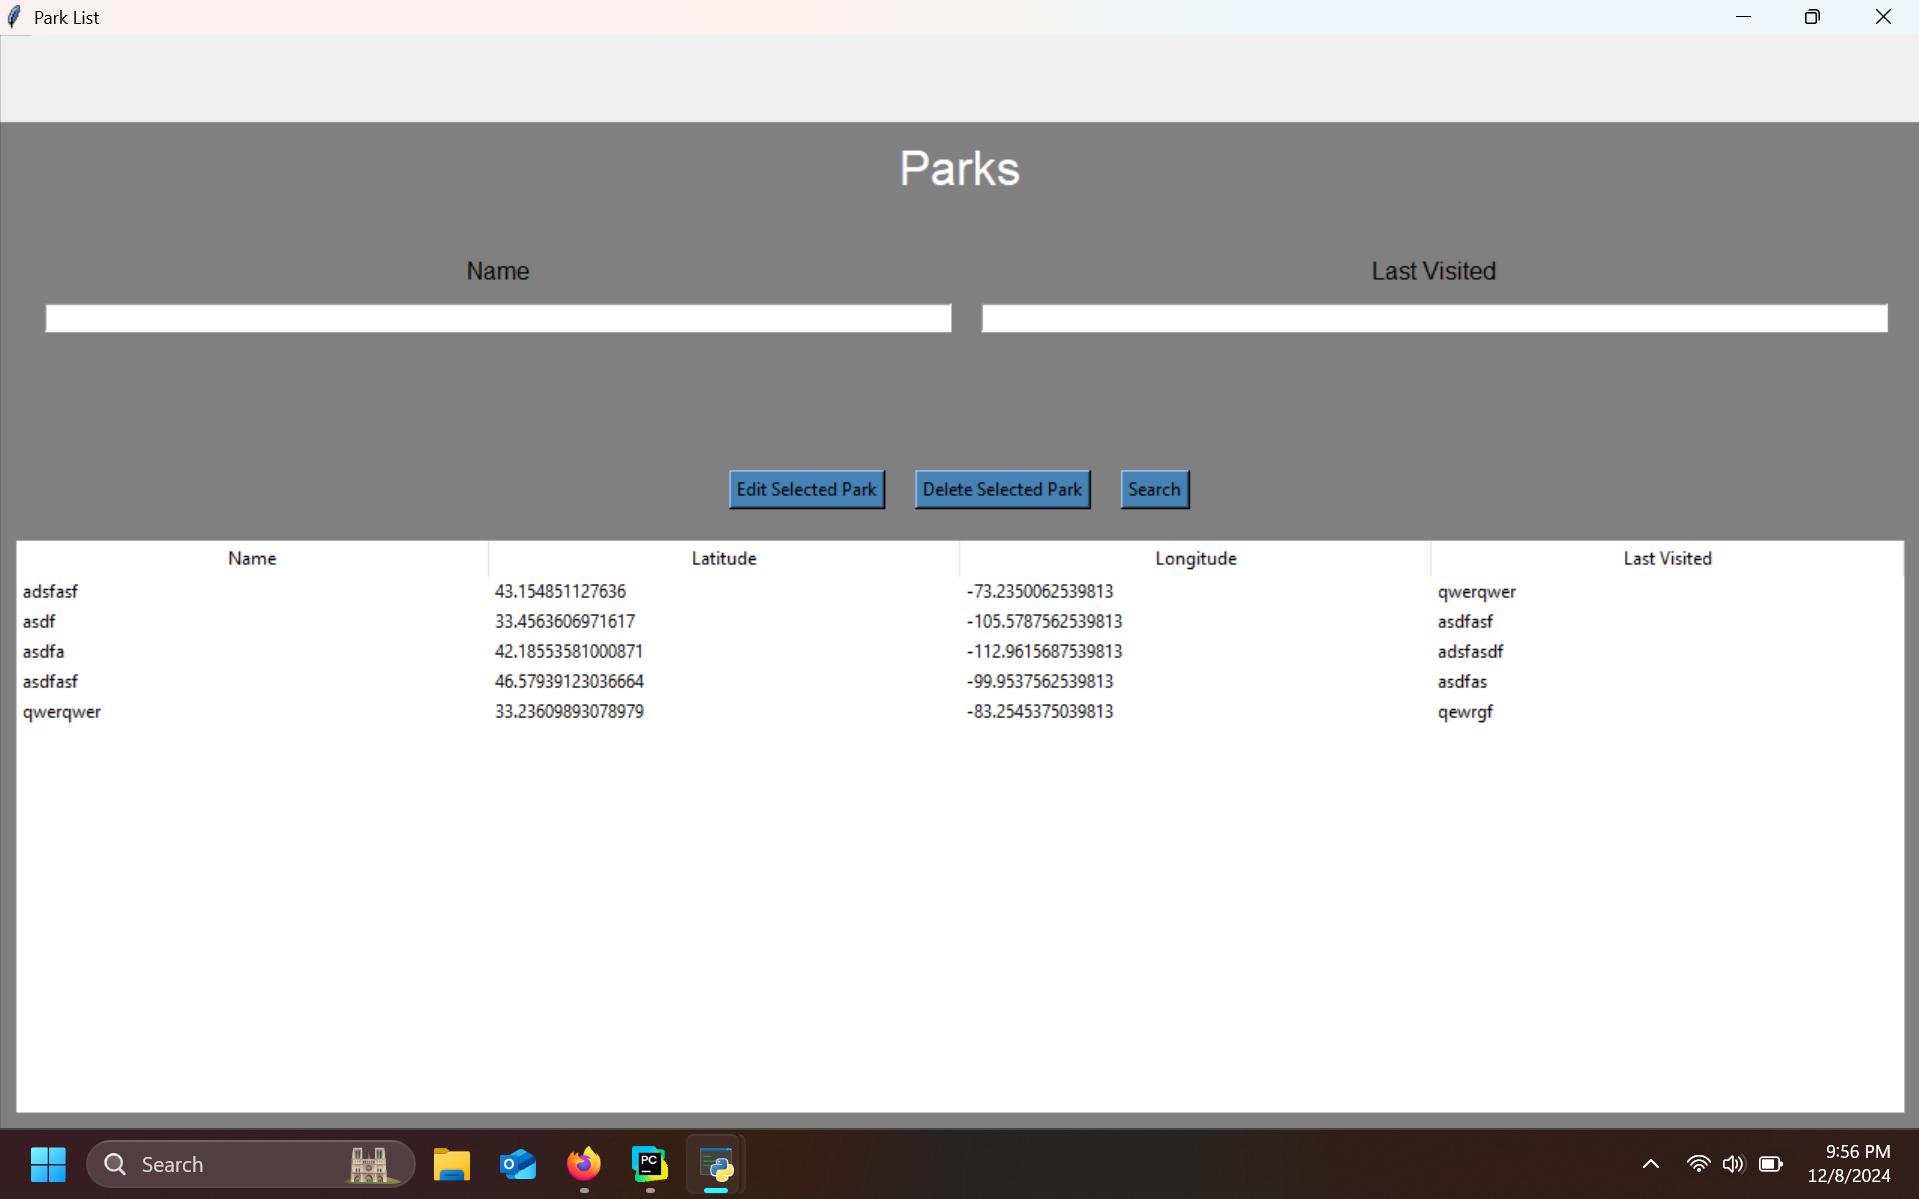 Park List
Parks
Name Last Visited
Edit Selected Park Delete Selected Park Search
Name Latitude Longitude Last Visited
adsfasf 43.154851127636 -73.2350062539813 qwerqwer
asdf 33.4563606971617 -105.5787562539813 asdfasf
asdfa 42.18553581000871 -112.9615687539813 adsfasdf
asdfasf 46.57939123036664 -99.9537562539813 asdfas
qwerqwer 33.23609893078979 -83.2545375039813 qewrgf
Search PC 9:56 PM
12/8/2024